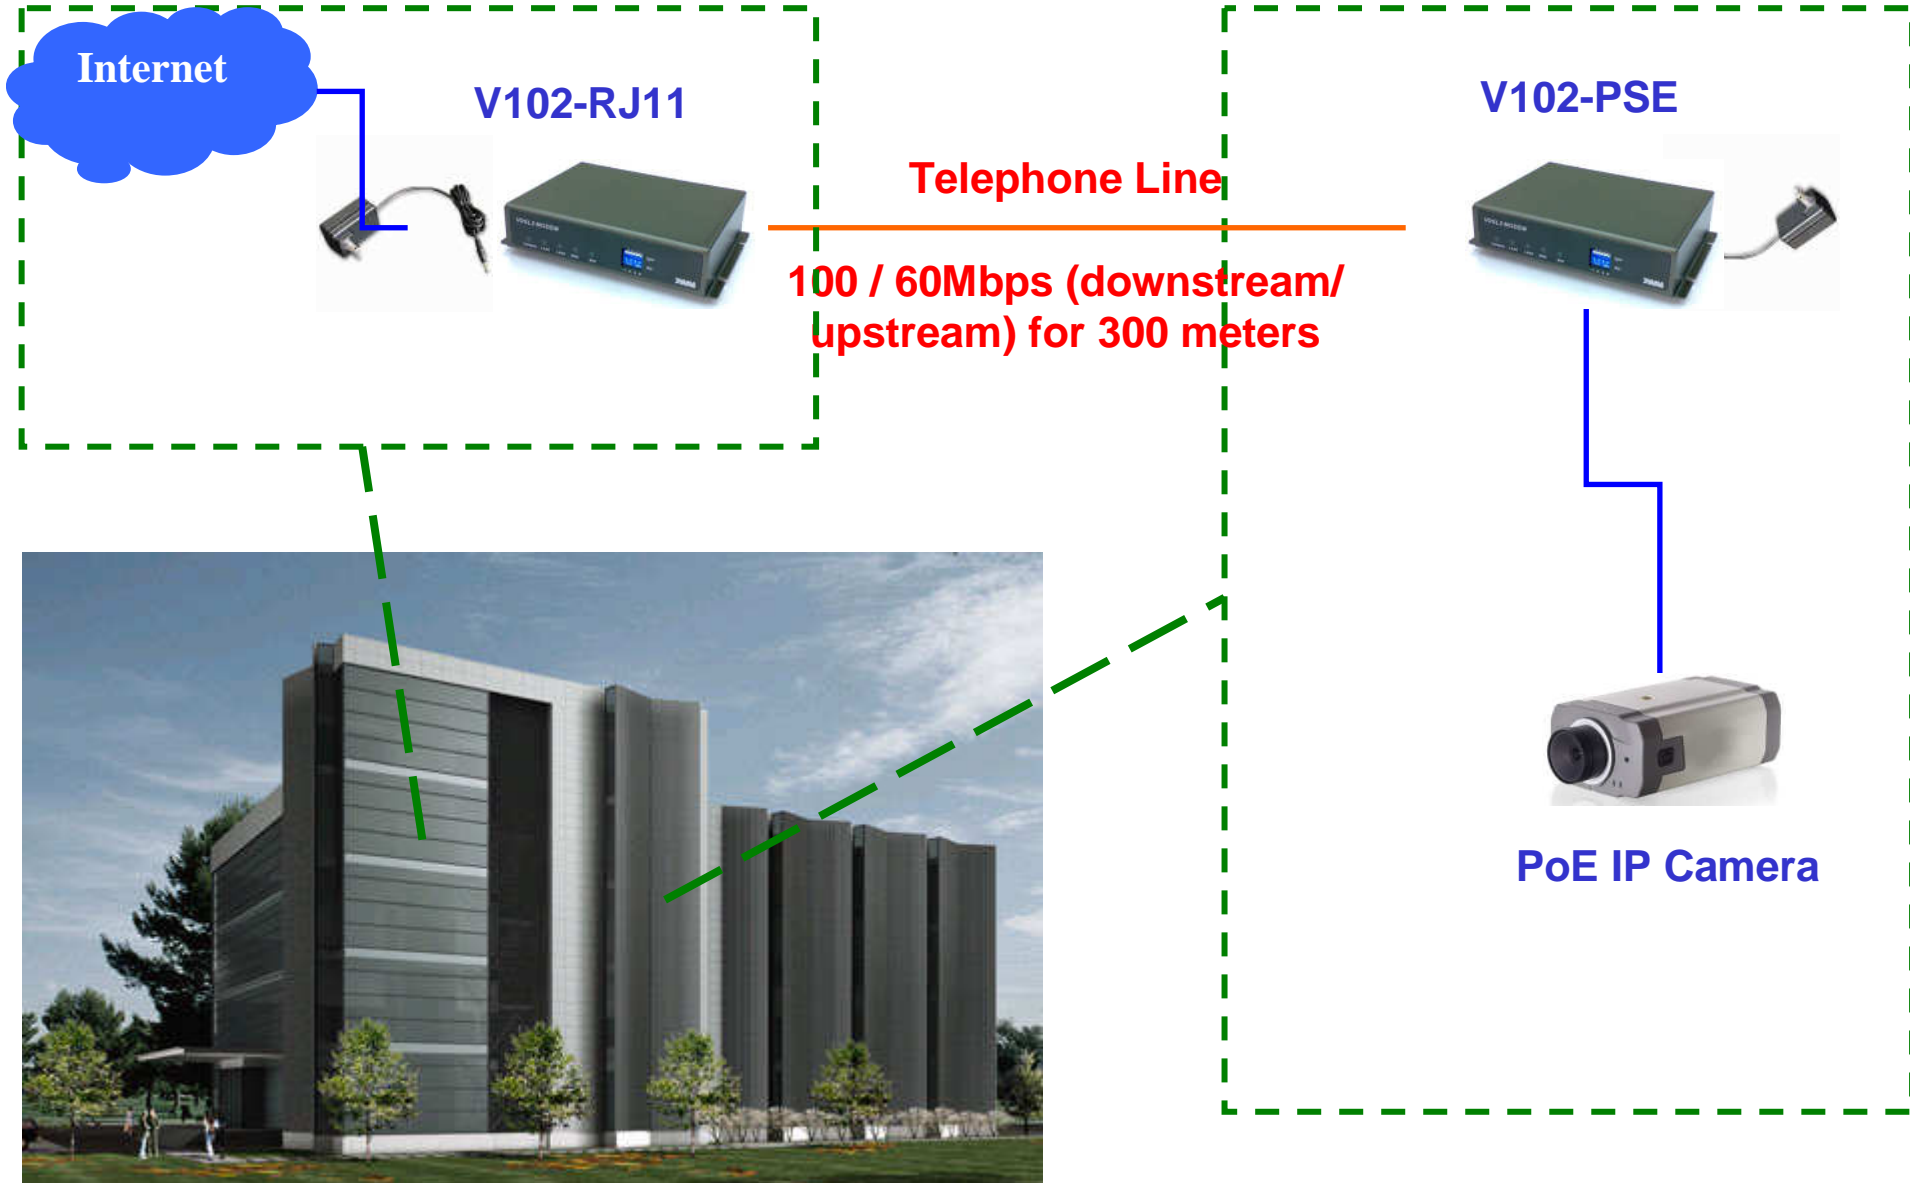 Internet
V102-RJ11
V102-PSE
Telephone Line
100 / 60Mbps (downstream/
upstream) for 300 meters
PoE IP Camera